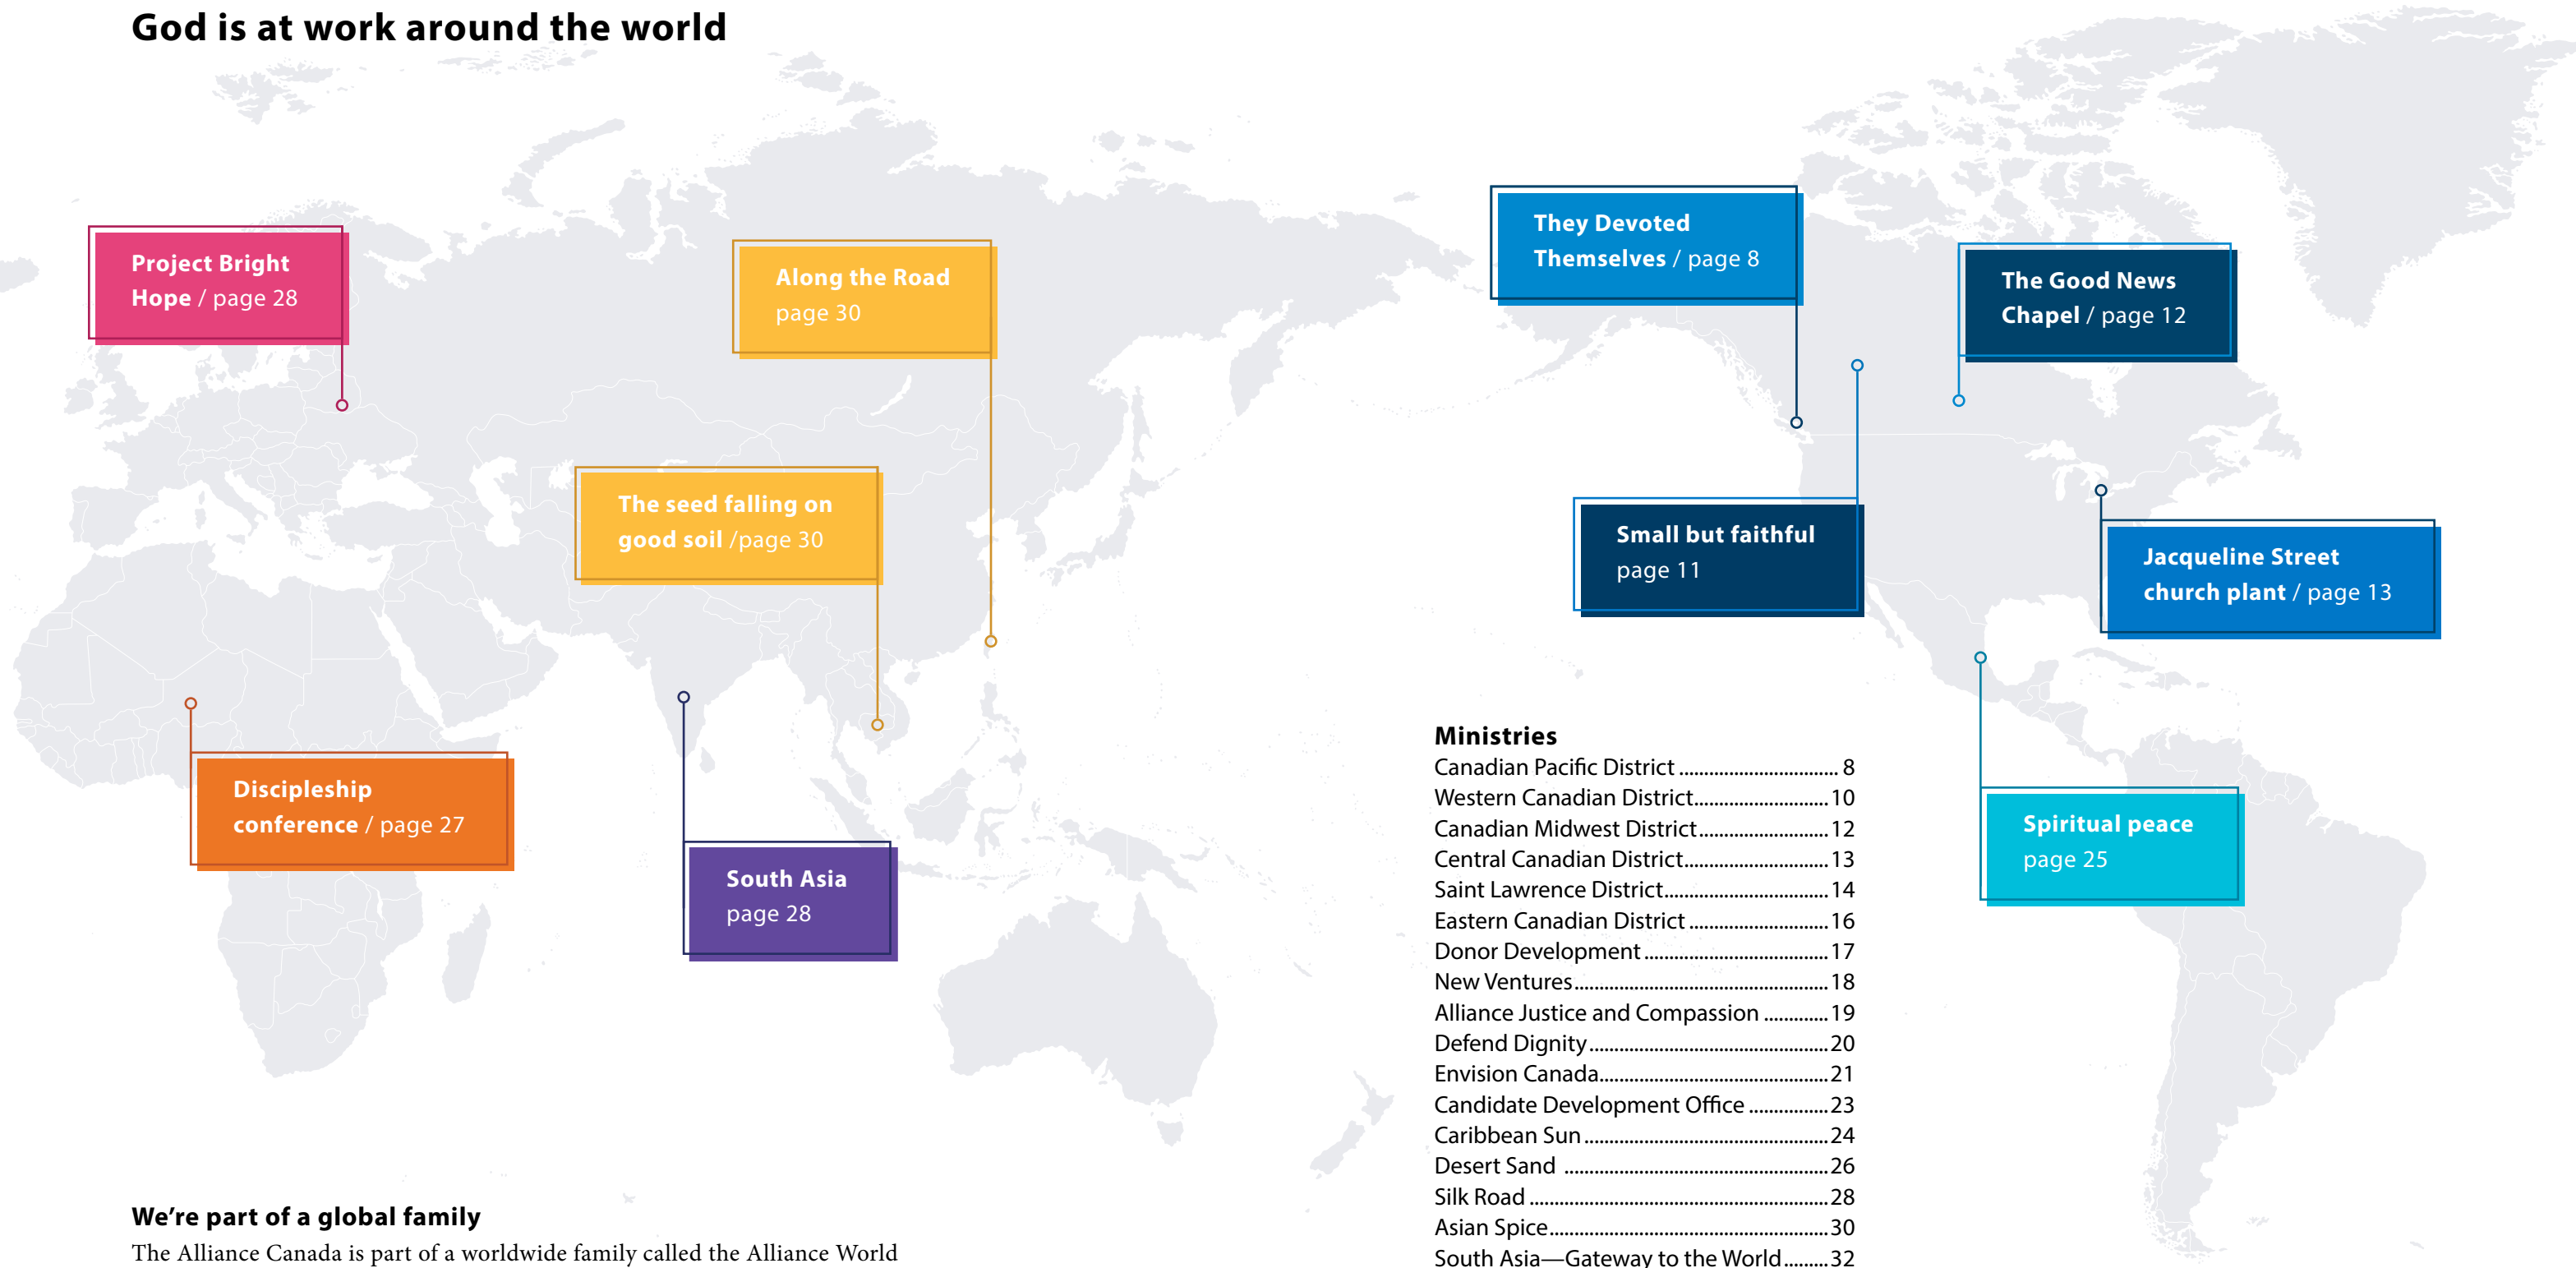 God is at work around the world
Project Bright
Hope / page 28
Along the Road
page 30
They Devoted
Themselves / page 8
The Good News
Chapel / page 12
The seed falling on
good soil /page 30
Small but faithful
page 11
Jacqueline Street
church plant / page 13
Discipleship
conference / page 27
South Asia
page 28
Spiritual peace
page 25
Ministries
Canadian Pacific District ................................ 8
Western Canadian District........................... 10
Canadian Midwest District.......................... 12
Central Canadian District............................. 13
Saint Lawrence District................................. 14
Eastern Canadian District ............................ 16
Donor Development ..................................... 17
New Ventures................................................... 18
Alliance Justice and Compassion ............. 19
Defend Dignity................................................ 20
Envision Canada.............................................. 21
Candidate Development Office ................ 23
Caribbean Sun ................................................. 24
Desert Sand ..................................................... 26
Silk Road ............................................................ 28
Asian Spice........................................................ 30
South Asia—Gateway to the World......... 32
We’re part of a global family
The Alliance Canada is part of a worldwide family called the Alliance World